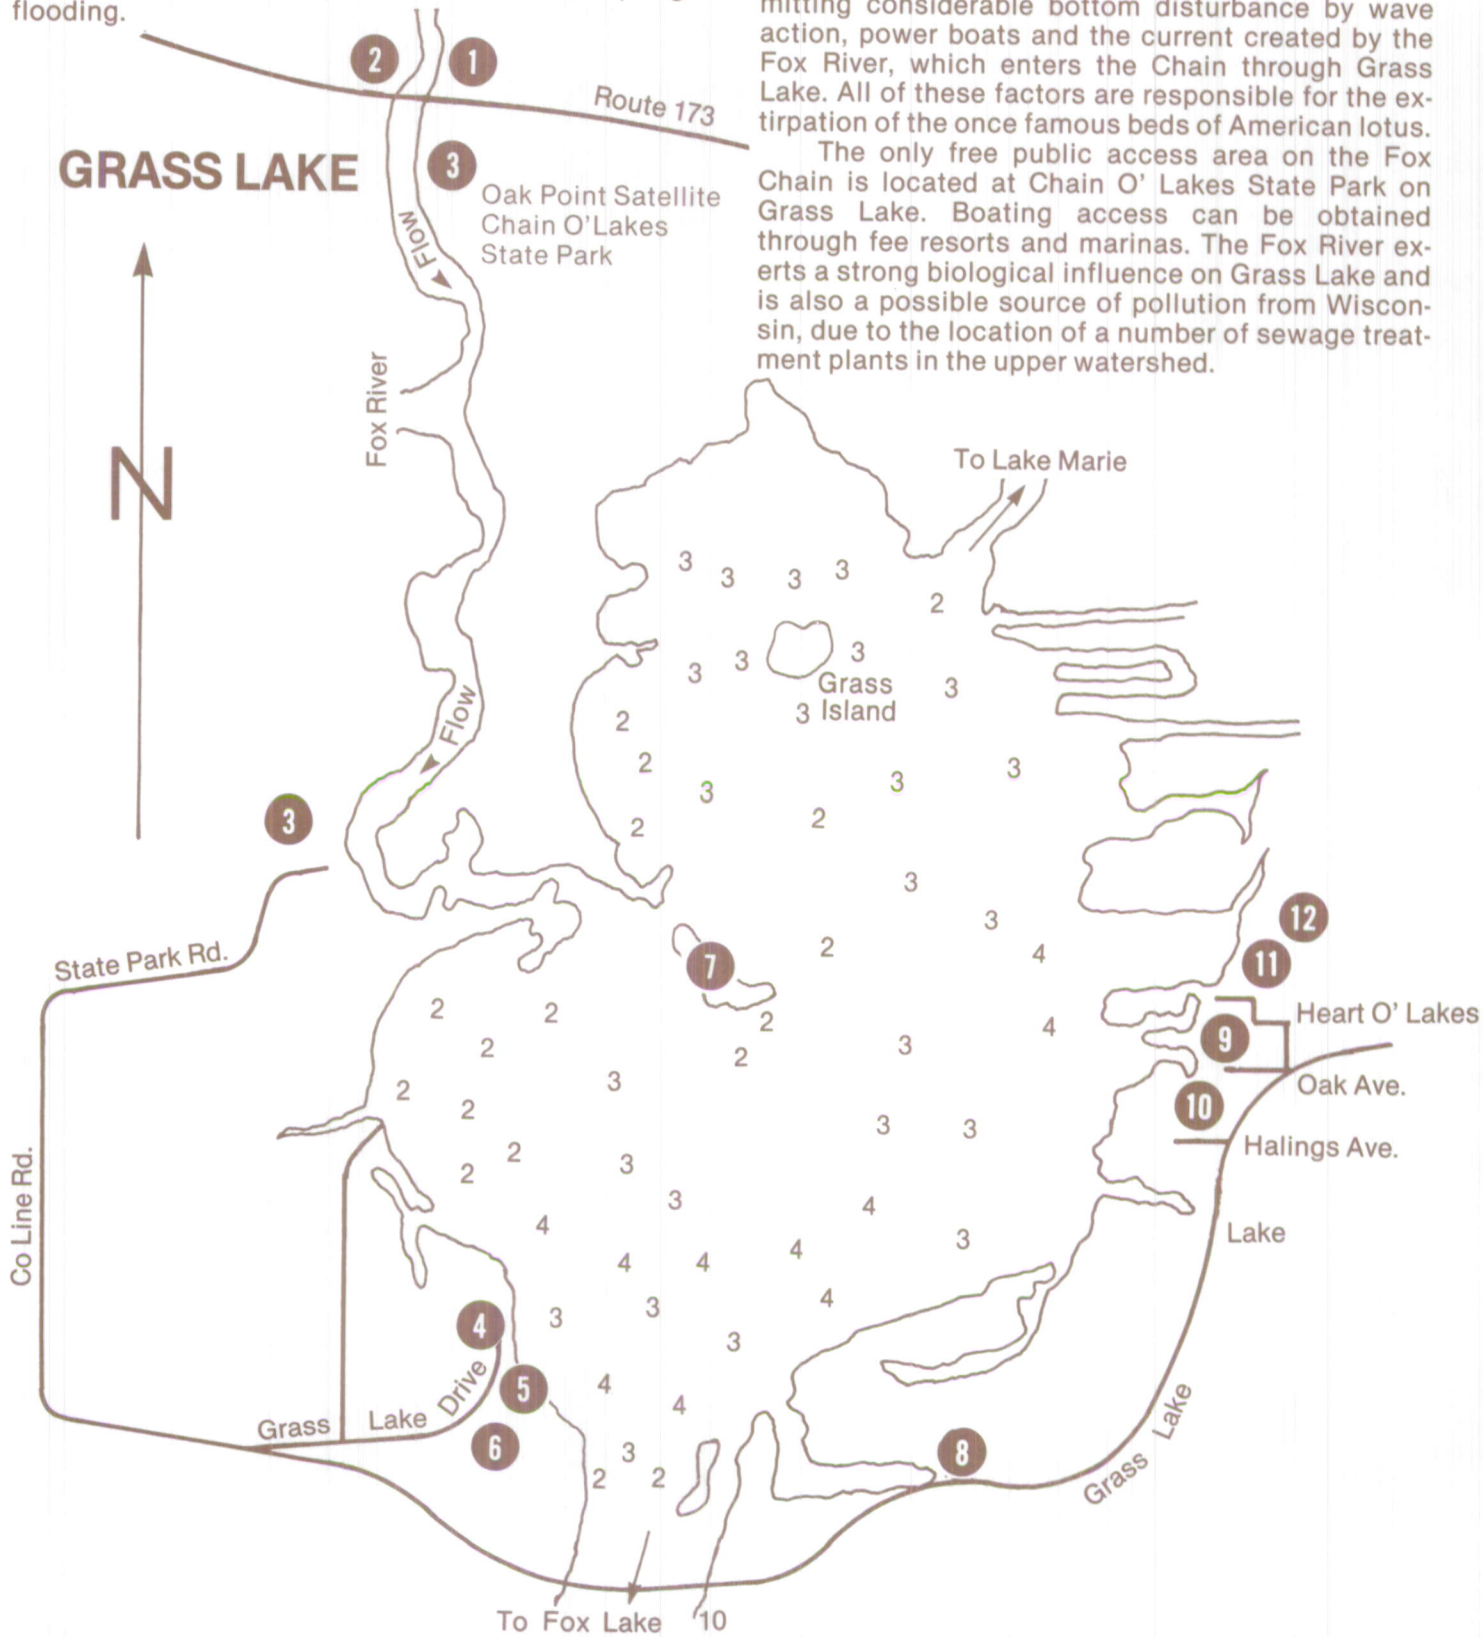 flooding.
mitting considerable bottom disturbance by wave
action, power boats and the current created by the
Fox River, which enters the Chain through Grass
Lake. All of these factors are responsible for the ex-
tirpation of the once famous beds of American lotus.
The only free public access area on the Fox
Chain is located at Chain O' Lakes State Park on
Grass Lake. Boating access can be obtained
through fee resorts and marinas. The Fox River ex-
erts a strong biological influence on Grass Lake and
is also a possible source of pollution from Wiscon-
sin, due to the location of a number of sewage treat-
ment plants in the upper watershed.
2 1
Route 173
GRASS LAKE
3
Oak Point Satellite
Chain O'Lakes
State Park
Flow
Fox River
N
To Lake Marie
3 3 3 3
2
3 3 3
Grass
Island
3
3
2
Flow
2
3 3 3
2 2
3
3
3
2
4
12
11
State Park Rd.
7
2 2
2
4
Heart O' Lakes
9
2
2
3
3
Oak Ave.
2
2
10
3 3
Halings Ave.
2
2
3
3
4
4
3
Lake
Co Line Rd.
4 4 4
4
3
3
3
4
5
4
4
Grass Lake Drive
6
3
2 2
8
Grass Lake
To Fox Lake 10